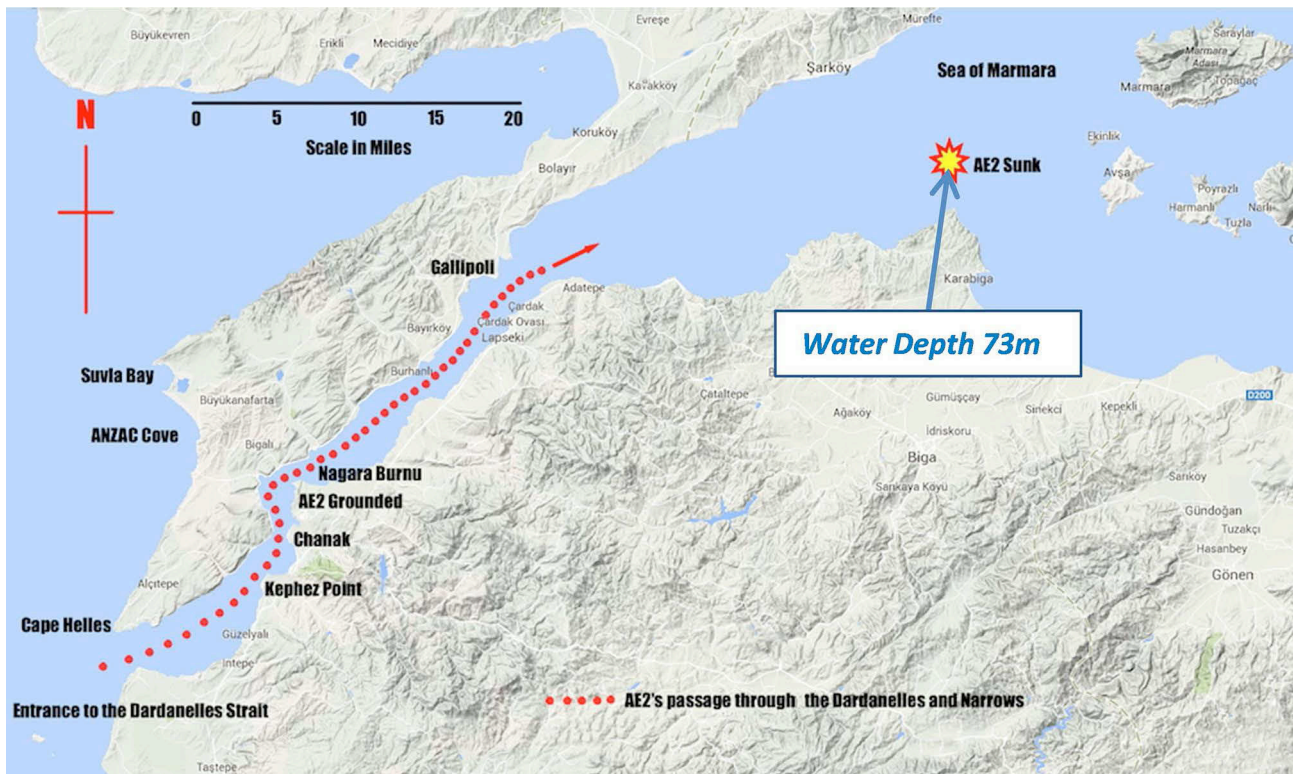 Büyükevren
Erikli
Mecidiye
Evreşe
Mürefte
Saraylar
Marmara
Adası
Topağaç
Marmara
Şarköy
Sea of Marmara
Kavakköy
N
0 5 10 15 20
Scale in Miles
Koruköy
Bolayır
Ekinlik
AE2 Sunk
Avşa
Poyrazlı
Harmanlı
Narlı
Tuzla
Gallipoli
Adatepe
Karabiga
Çardak
Çardak Ovası
Bayırköy
Lapseki
Water Depth 73m
Suvla Bay
Burhanlı
Büyükanafarta
Çataltepe
Gümüşçay
Sinekçi
Kepekli
D200
Ağaköy
ANZAC Cove
Bigalı
İdriskoru
Biga
Nagara Burnu
Sarıkaya Köyü
Sarıköy
AE2 Grounded
Gündoğan
Tuzakçı
Chanak
Hasanbey
Gönen
Alçıtepe
Kephez Point
Cape Helles
Güzelyalı
İntepe
Entrance to the Dardanelles Strait
AE2's passage through the Dardanelles and Narrows
Taştepe